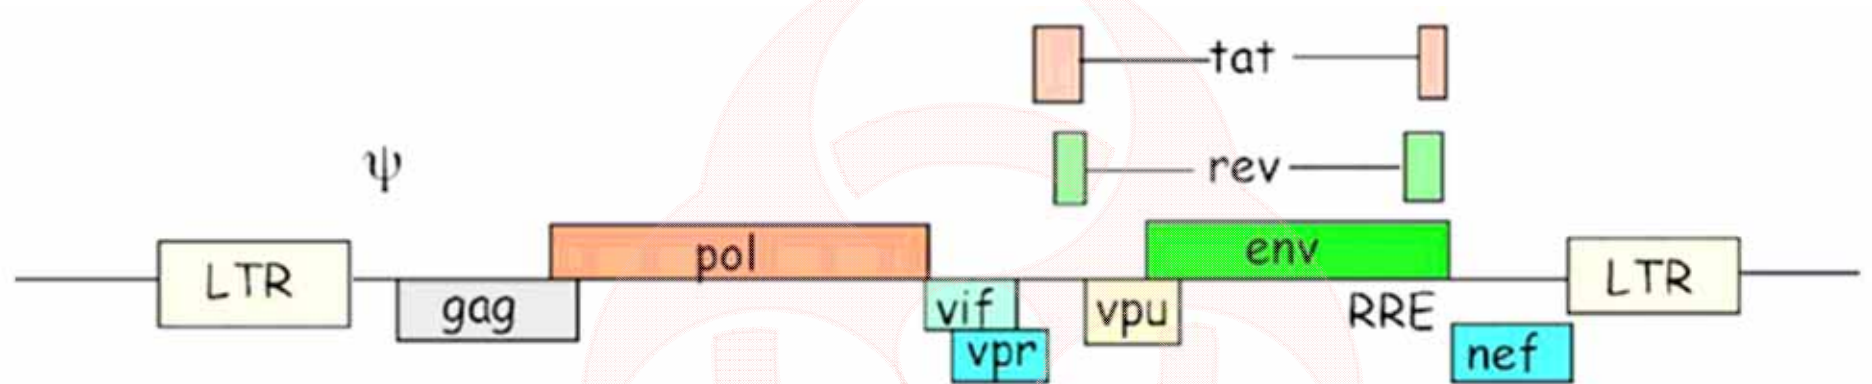 tat
ψ
rev
LTR
pol
env
LTR
gag
vif
vpu
RRE
vpr
nef